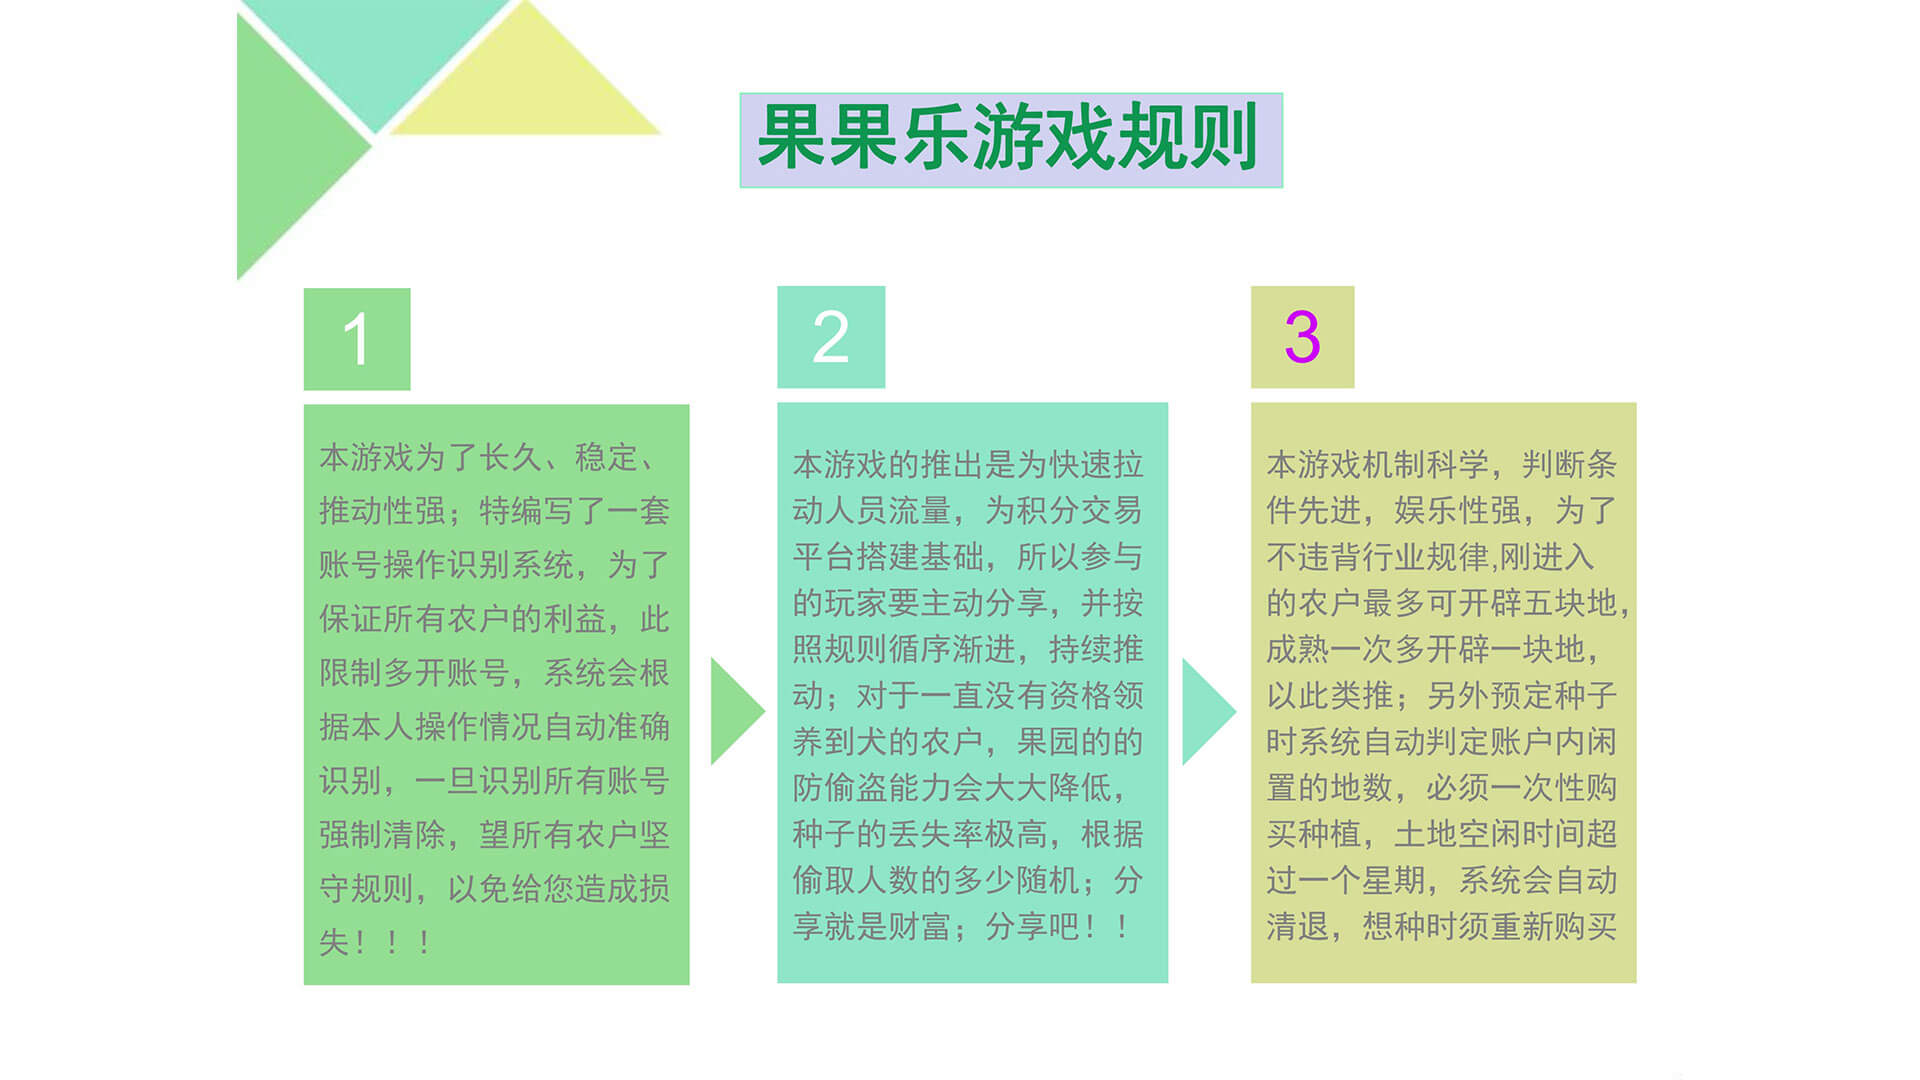 果果乐游戏规则
1
本游戏为了长久、稳定、
推动性强；特编写了一套
账号操作识别系统，为了
保证所有农户的利益，此
限制多开账号，系统会根
据本人操作情况自动准确
识别，一旦识别所有账号
强制清除，望所有农户坚
守规则，以免给您造成损
失！！！
2
本游戏的推出是为快速拉
动人员流量，为积分交易
平台搭建基础，所以参与
的玩家要主动分享，并按
照规则循序渐进，持续推
动；对于一直没有资格领
养到犬的农户，果园的的
防偷盗能力会大大降低，
种子的丢失率极高，根据
偷取人数的多少随机；分
享就是财富；分享吧！！
3
本游戏机制科学，判断条
件先进，娱乐性强，为了
不违背行业规律,刚进入
的农户最多可开辟五块地，
成熟一次多开辟一块地，
以此类推；另外预定种子
时系统自动判定账户内闲
置的地数，必须一次性购
买种植，土地空闲时间超
过一个星期，系统会自动
清退，想种时须重新购买